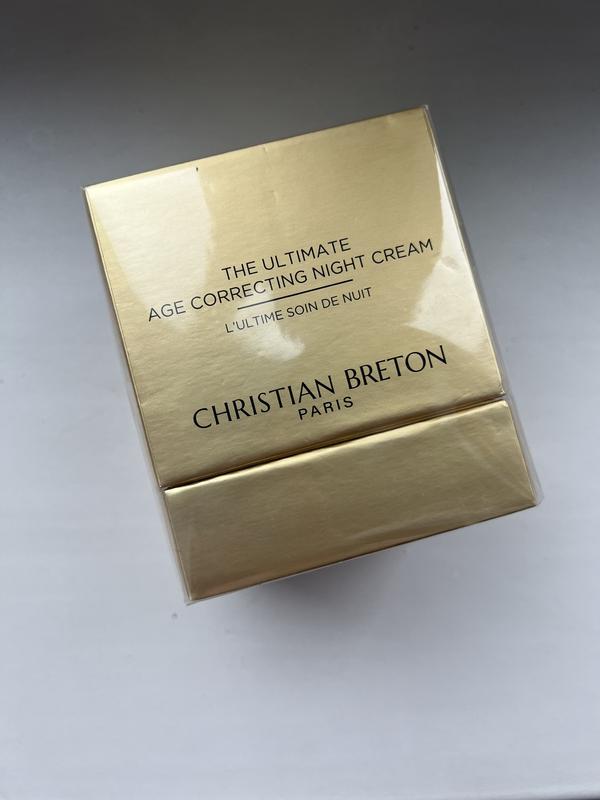 THE ULTIMATE
AGE CORRECTING NIGHT CREAM
L'ULTIME SOIN DE NUIT
CHRISTIAN BRETON
PARIS